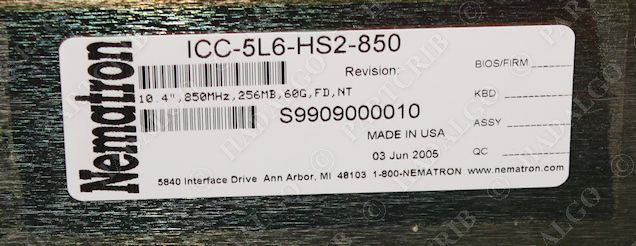 Nematron
ICC-5L6-HS2-850
Revision:
10.4",850MHz,256MB,60G,FD,NT
S9909000010
MADE IN USA
03 Jun 2005
BIOS/FIRM
KBD
ASSY
QC
5840 Interface Drive Ann Arbor, MI 48103 1-800-NEMATRON www.nematron.com